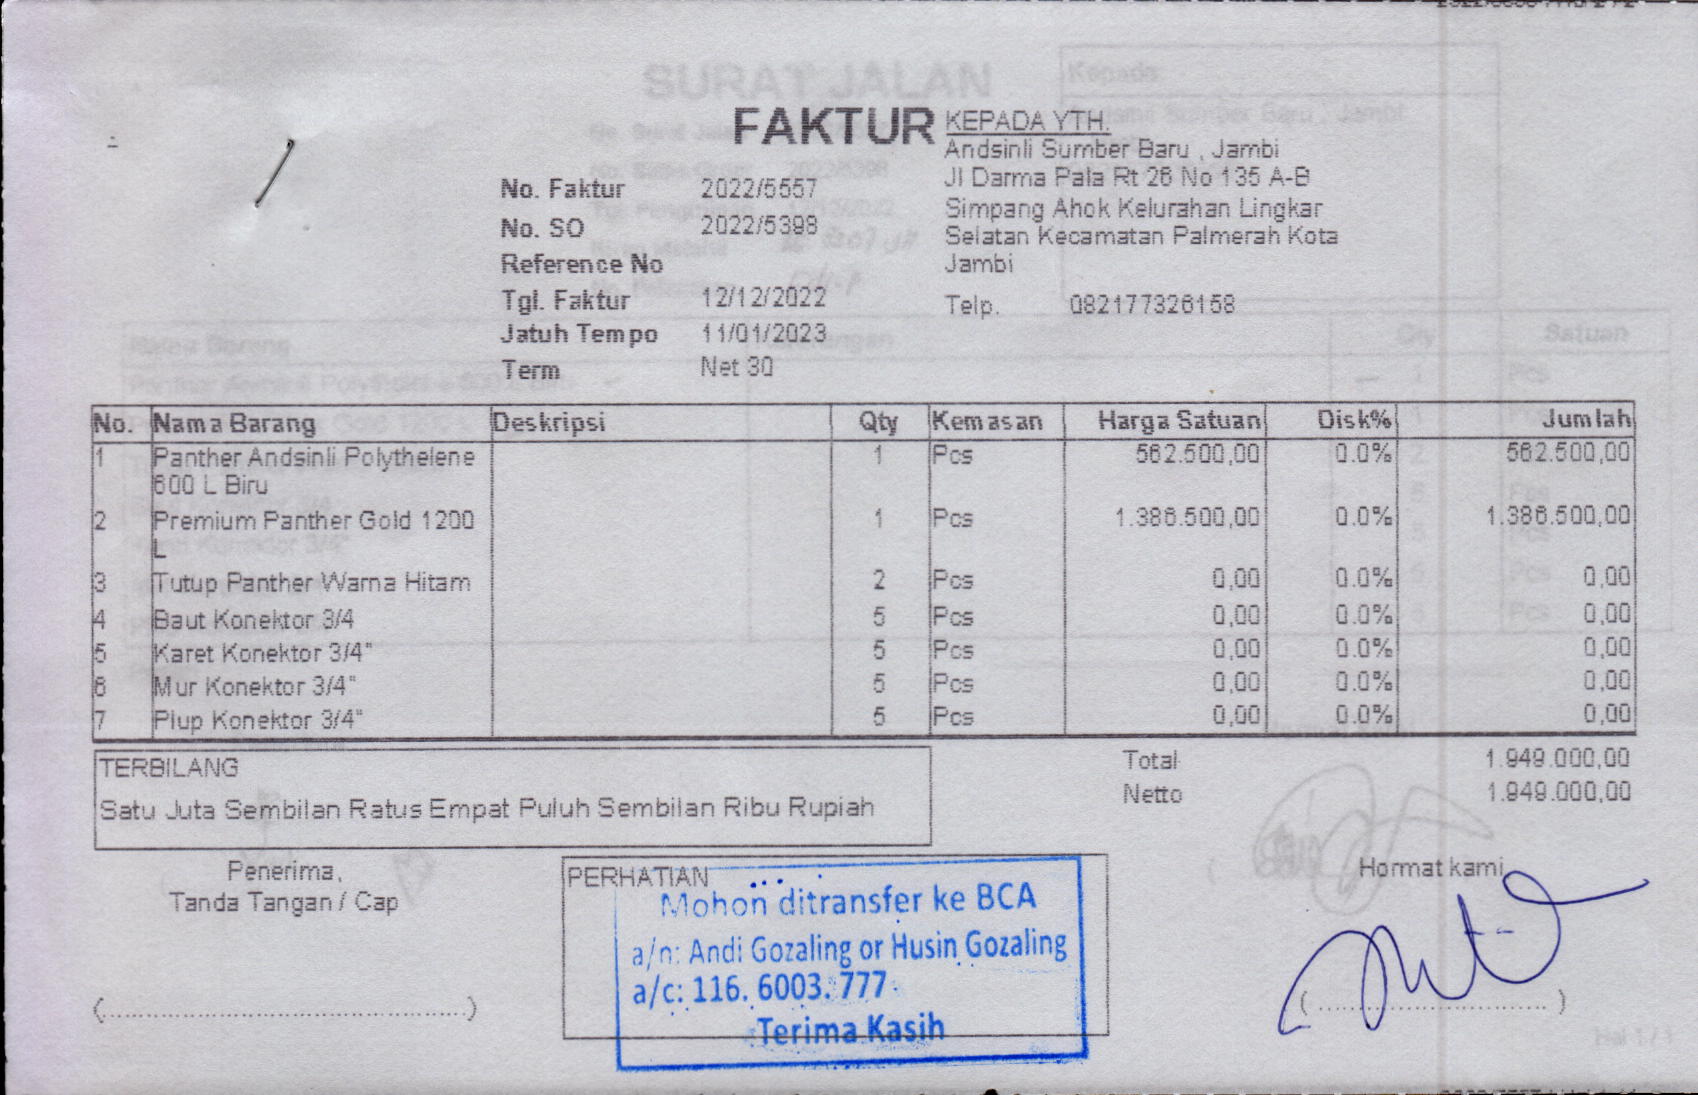 FAKTUR
KEPADA YTH.
Andsinli Sumber Baru , Jambi
Jl Darma Pala Rt 26 No 135 A-B
Simpang Ahok Kelurahan Lingkar
Selatan Kecamatan Palmerah Kota
Jambi
Telp. 082177326158
No. Faktur 2022/5557
No. SO 2022/5398
Reference No
Tgl. Faktur 12/12/2022
Jatuh Tempo 11/01/2023
Term Net 30
No. Nama Barang Deskripsi Qty Kemasan Harga Satuan Disk% Jumlah
1 Panther Andsinli Polythelene 1 Pcs 562.500,00 0.0% 562.500,00
600 L Biru
2 Premium Panther Gold 1200 1 Pcs 1.386.500,00 0.0% 1.386.500,00
L
3 Tutup Panther Warna Hitam 2 Pcs 0,00 0.0% 0,00
4 Baut Konektor 3/4 5 Pcs 0,00 0.0% 0,00
5 Karet Konektor 3/4" 5 Pcs 0,00 0.0% 0,00
6 Mur Konektor 3/4" 5 Pcs 0,00 0.0% 0,00
7 Plup Konektor 3/4" 5 Pcs 0,00 0.0% 0,00
Total 1.949.000,00
Netto 1.949.000,00
TERBILANG
Satu Juta Sembilan Ratus Empat Puluh Sembilan Ribu Rupiah
Penerima,
Tanda Tangan / Cap
(..............................................)
PERHATIAN
Mohon ditransfer ke BCA
a/n: Andi Gozaling or Husin Gozaling
a/c: 116. 6003. 777
Terima Kasih
Hormat kami
(..............................)
SURAT JALAN
Kepada
Nama Barang
Qty Satuan
Hal 1 / 1